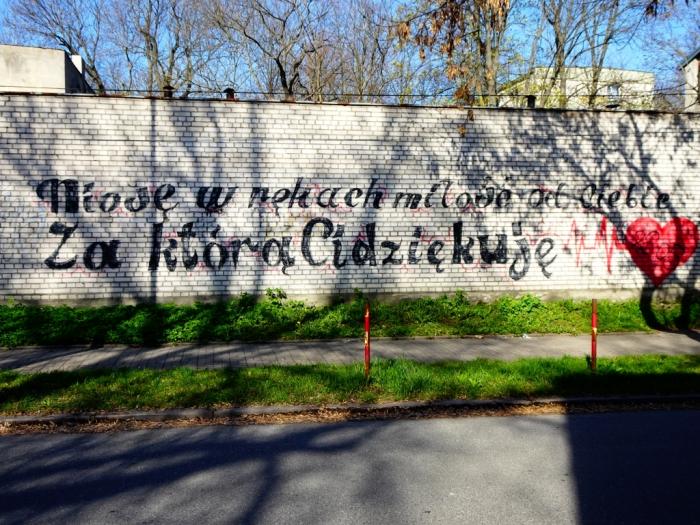 Niosę w rękach miłość od Ciebie
Za którą Ci dziękuję